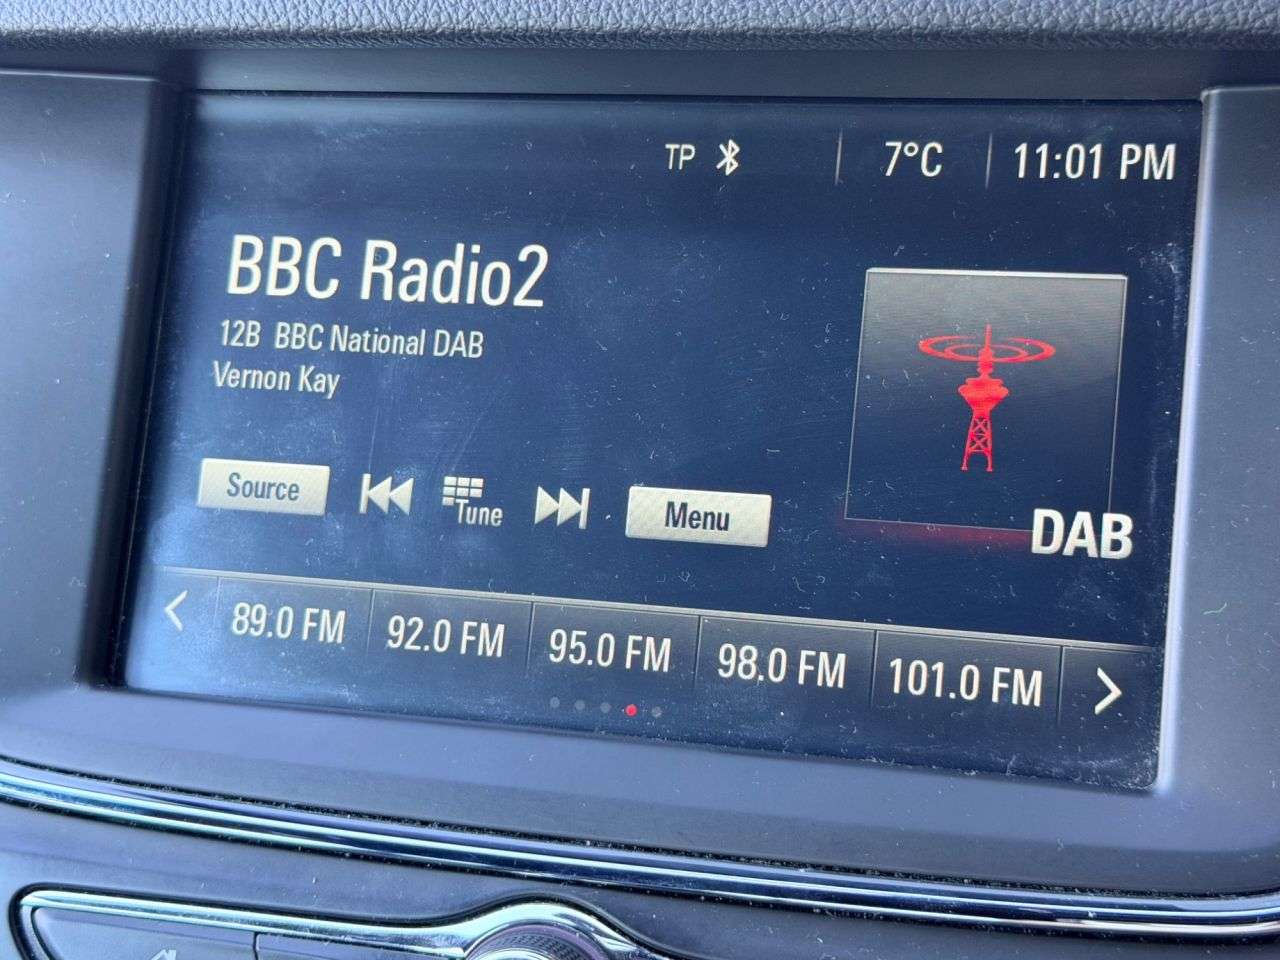 TP 7°C 11:01 PM
BBC Radio2
12B BBC National DAB
Vernon Kay
Source Tune Menu
DAB
89.0 FM 92.0 FM 95.0 FM 98.0 FM 101.0 FM